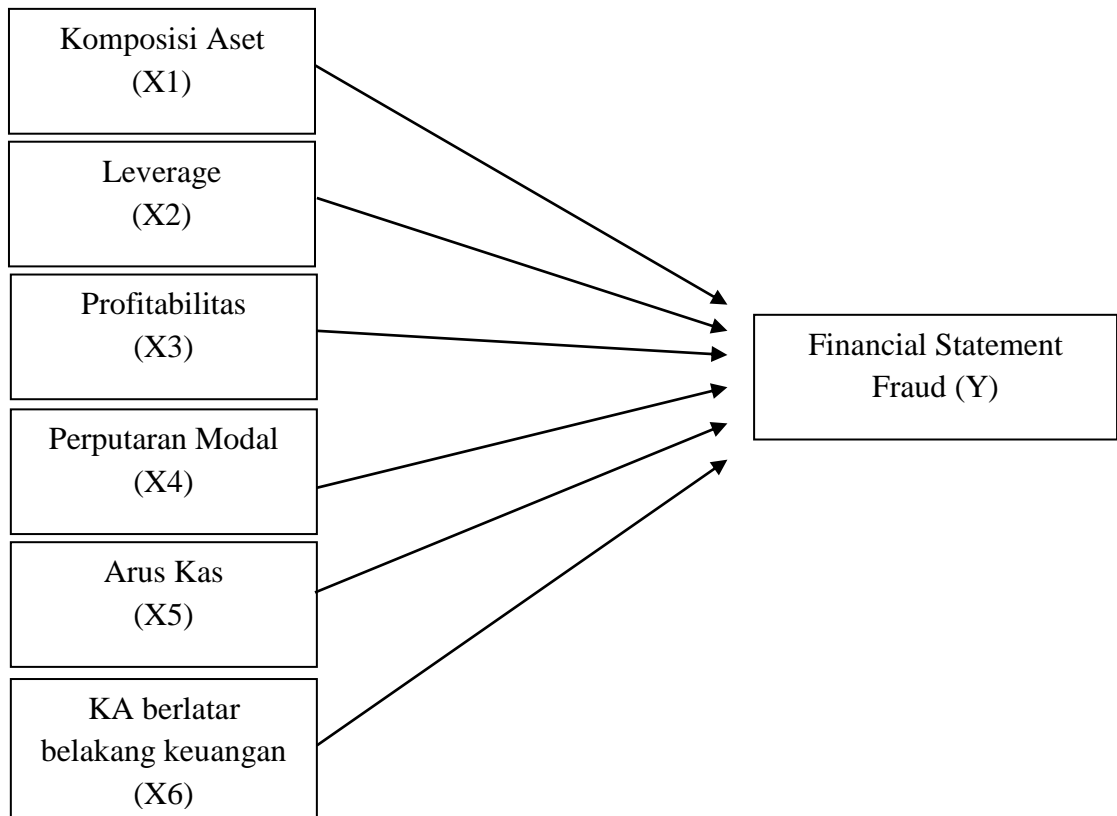 Komposisi Aset
(X1)
Leverage
(X2)
Profitabilitas
(X3)
Perputaran Modal
(X4)
Arus Kas
(X5)
KA berlatar
belakang keuangan
(X6)
Financial Statement
Fraud (Y)